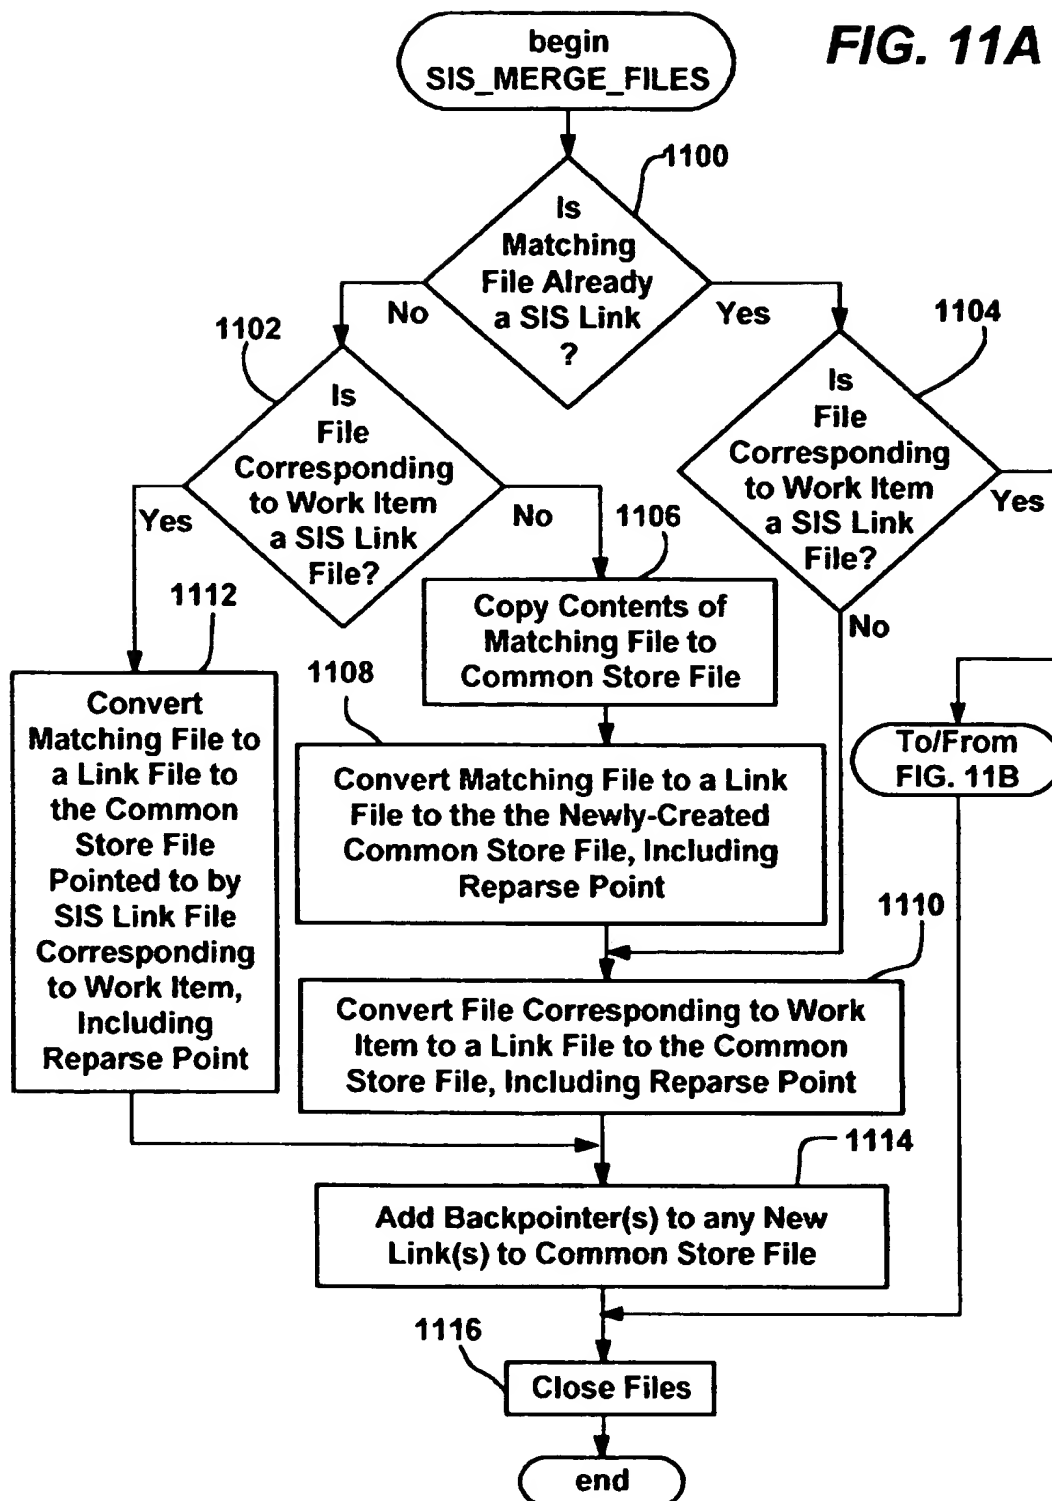 FIG. 11A
begin
SIS_MERGE_FILES
1100
Is
Matching
File Already
a SIS Link
?
No
Yes
1102
Is
File
Corresponding
to Work Item
a SIS Link
File?
Yes
No
1104
Is
File
Corresponding
to Work Item
a SIS Link
File?
Yes
No
1106
Copy Contents of
Matching File to
Common Store File
1108
Convert Matching File to a Link
File to the the Newly-Created
Common Store File, Including
Reparse Point
1112
Convert
Matching File to
a Link File to
the Common
Store File
Pointed to by
SIS Link File
Corresponding
to Work Item,
Including
Reparse Point
To/From
FIG. 11B
1110
Convert File Corresponding to Work
Item to a Link File to the Common
Store File, Including Reparse Point
1114
Add Backpointer(s) to any New
Link(s) to Common Store File
1116
Close Files
end